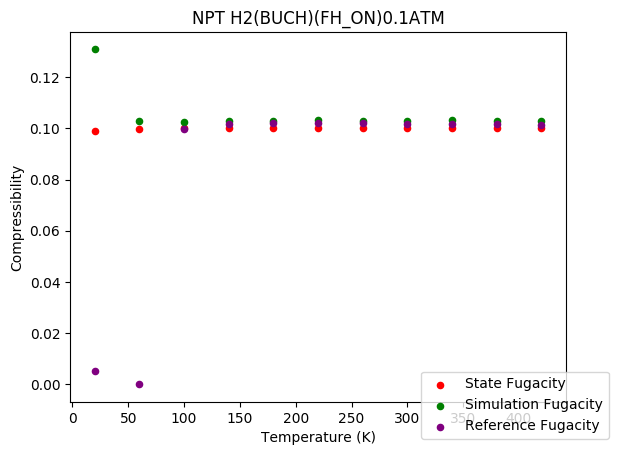 NPT H2(BUCH)(FH_ON)0.1ATM
Compressibility
0.12
0.10
0.08
0.06
0.04
0.02
0.00
0 50 100 150 200 250 300 350 400
Temperature (K)
State Fugacity
Simulation Fugacity
Reference Fugacity